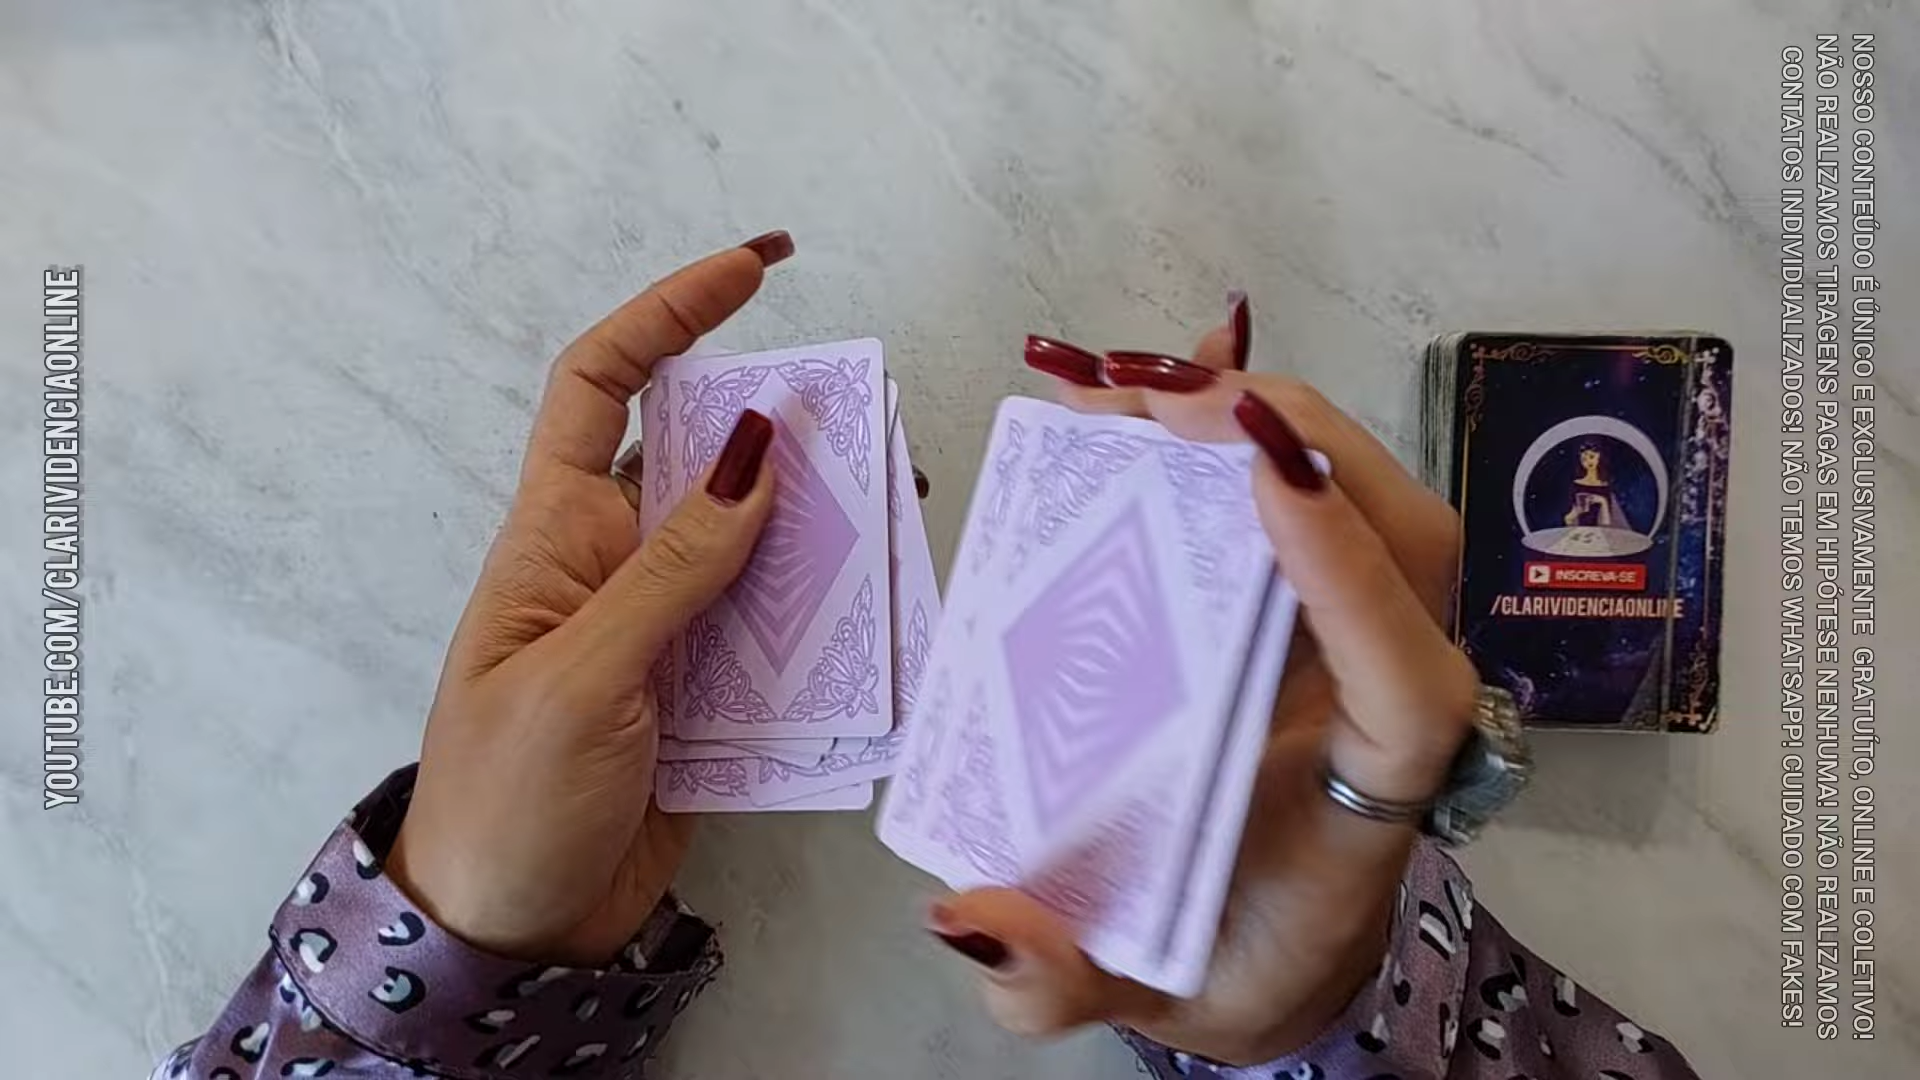 YOUTUBE.COM/CLARIVIDENCIAONLINE
INSCREVA-SE
/CLARIVIDENCIAONLINE
NOSSO CONTEÚDO É ÚNICO E EXCLUSIVAMENTE GRATUÍTO, ONLINE E COLETIVO!
NÃO REALIZAMOS TIRAGENS PAGAS EM HIPÓTESE NENHUMA! NÃO REALIZAMOS
CONTATOS INDIVIDUALIZADOS! NÃO TEMOS WHATSAPP! CUIDADO COM FAKES!